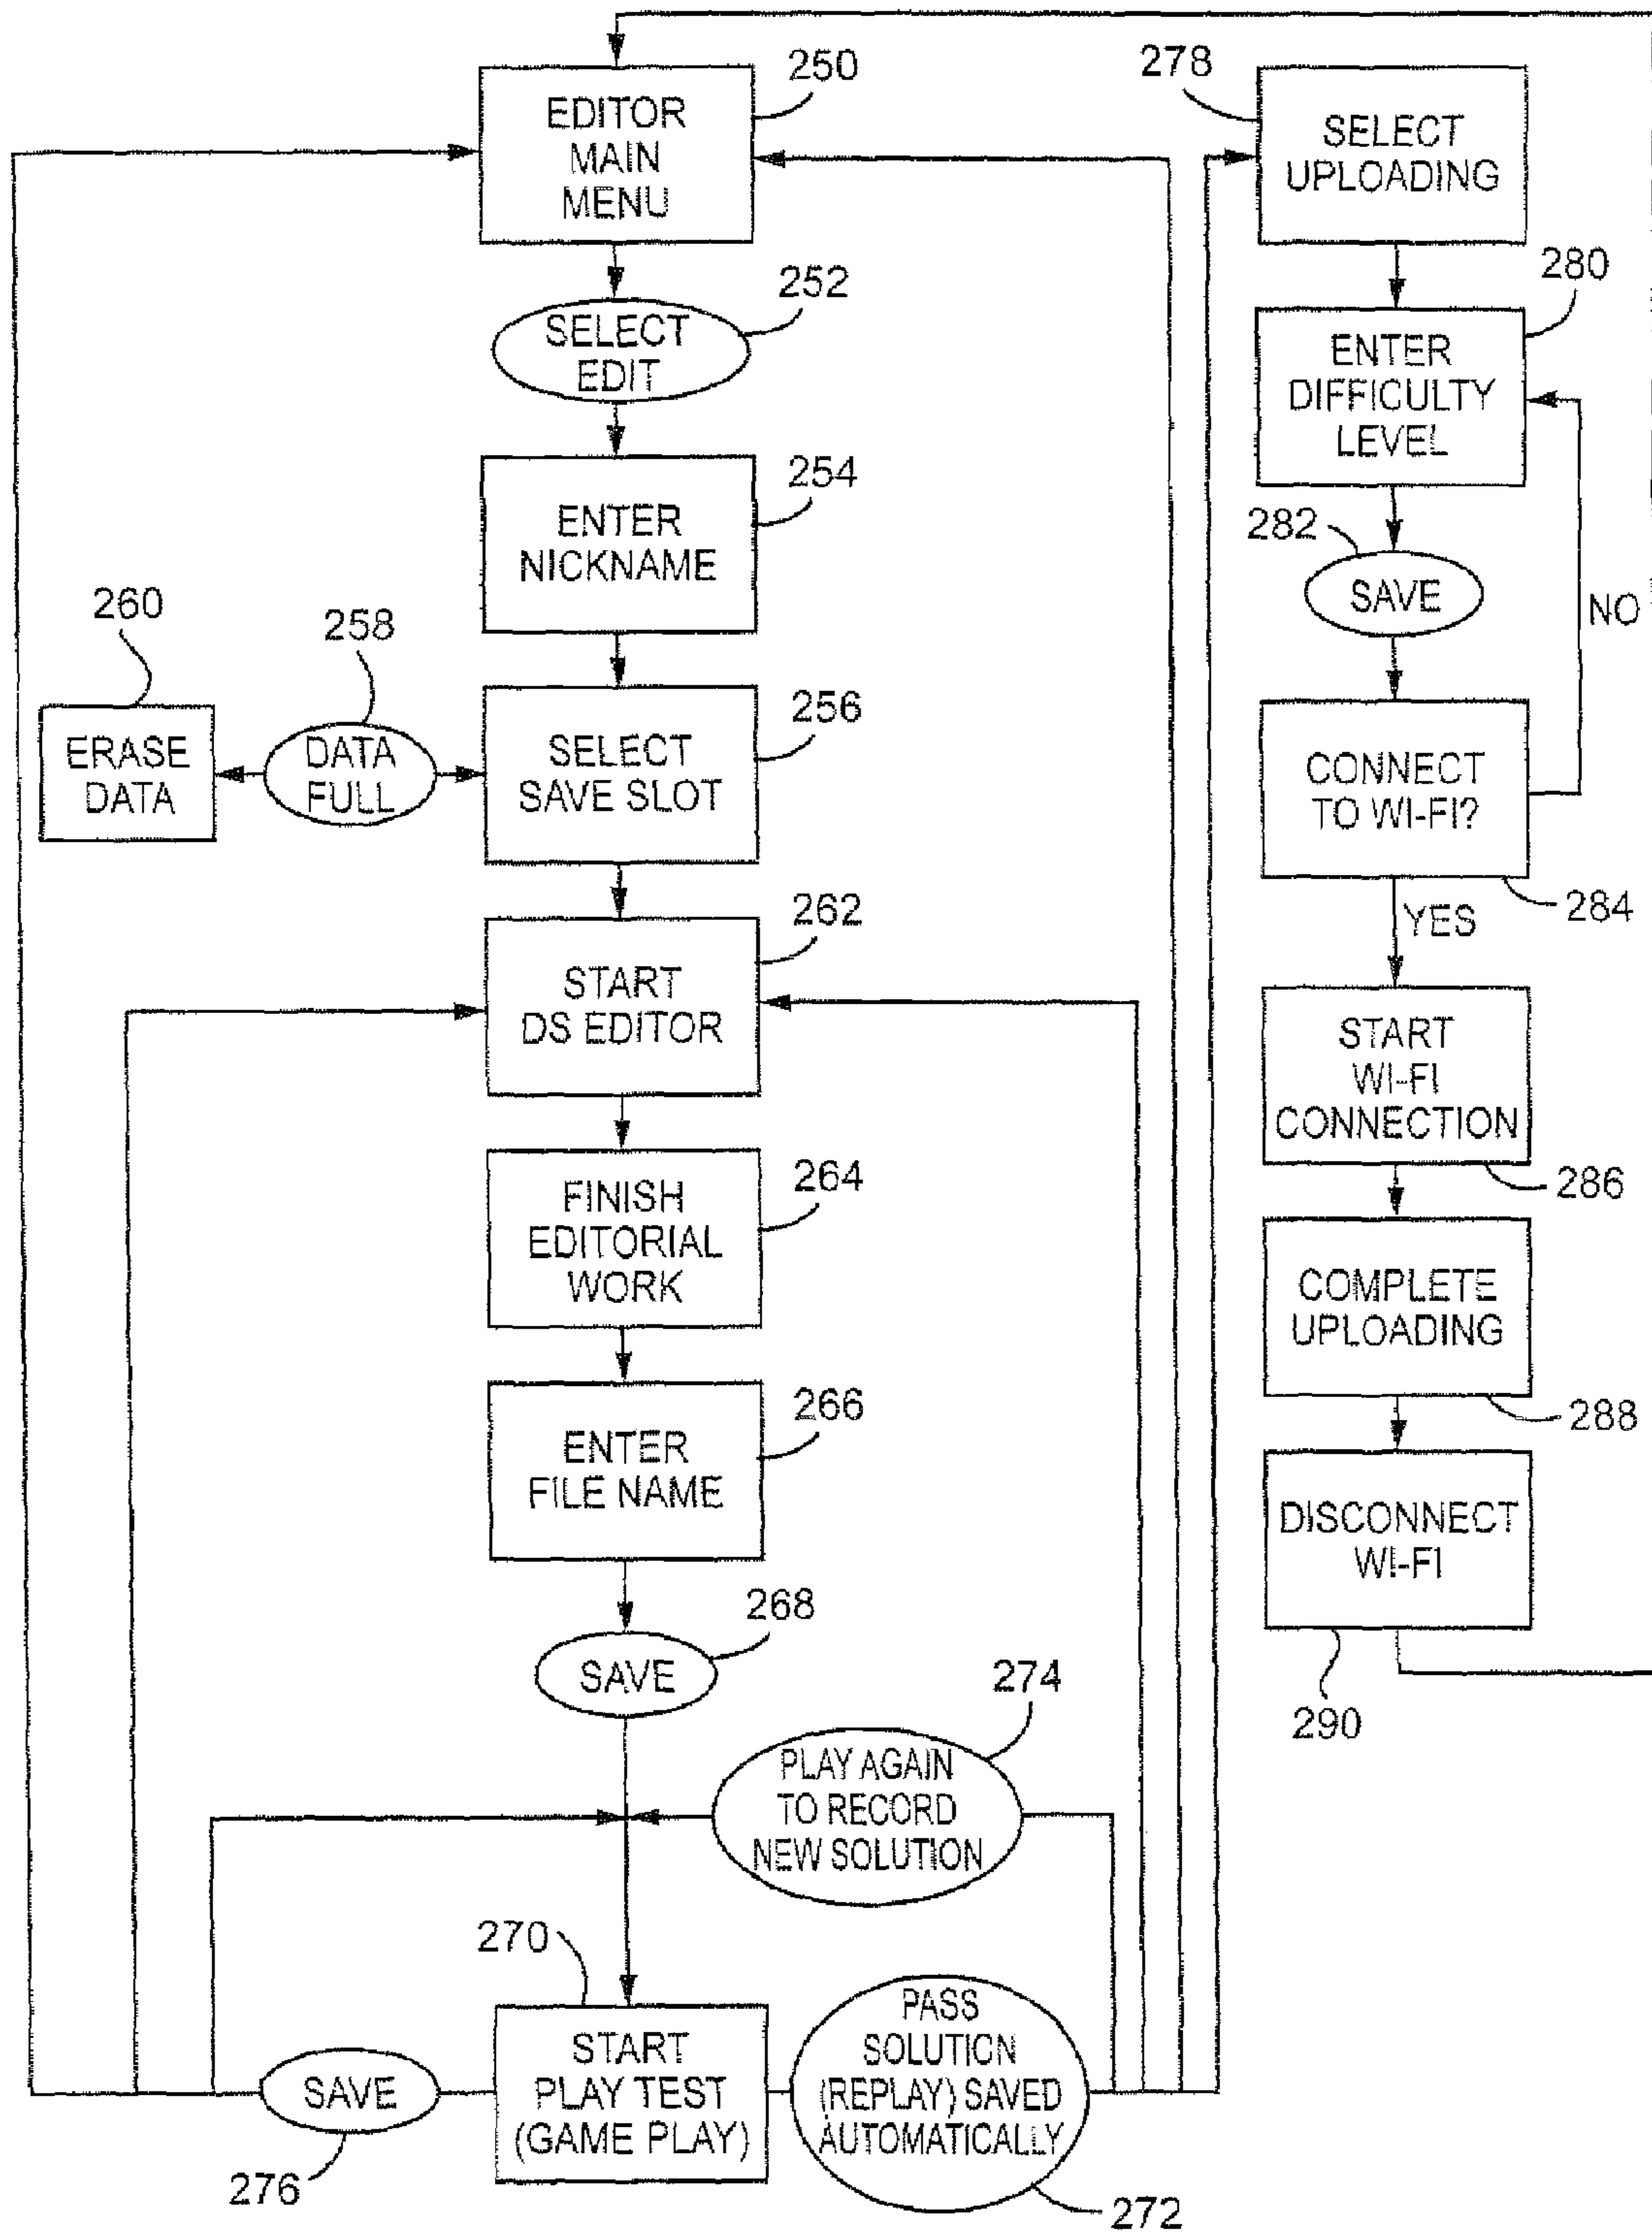 250
EDITOR
MAIN
MENU
252
SELECT
EDIT
254
ENTER
NICKNAME
260
ERASE
DATA
258
DATA
FULL
256
SELECT
SAVE SLOT
262
START
DS EDITOR
264
FINISH
EDITORIAL
WORK
266
ENTER
FILE NAME
268
SAVE
274
PLAY AGAIN
TO RECORD
NEW SOLUTION
270
START
PLAY TEST
(GAME PLAY)
SAVE
276
PASS
SOLUTION
(REPLAY) SAVED
AUTOMATICALLY
272
278
SELECT
UPLOADING
280
ENTER
DIFFICULTY
LEVEL
282
SAVE
NO
CONNECT
TO WI-FI?
284
YES
START
WI-FI
CONNECTION
286
COMPLETE
UPLOADING
288
DISCONNECT
WI-FI
290